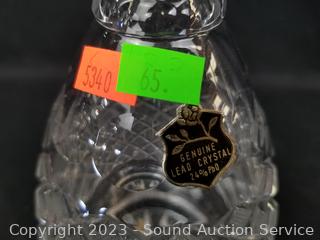 5340
65.
GENUINE
LEAD CRYSTAL
24% PbO
Copyright 2023 - Sound Auction Service